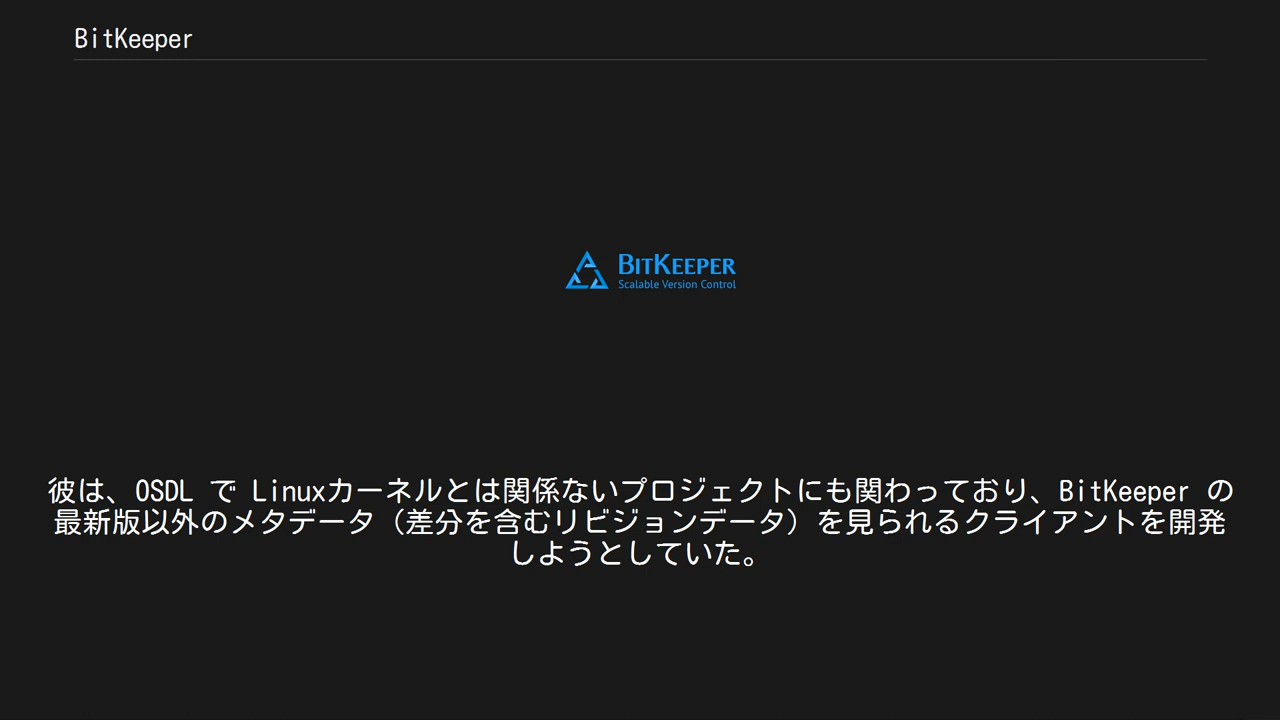 BitKeeper
BITKEEPER
Scalable Version Control
彼は、OSDL で Linuxカーネルとは関係ないプロジェクトにも関わっており、BitKeeper の
最新版以外のメタデータ（差分を含むリビジョンデータ）を見られるクライアントを開発
しようとしていた。